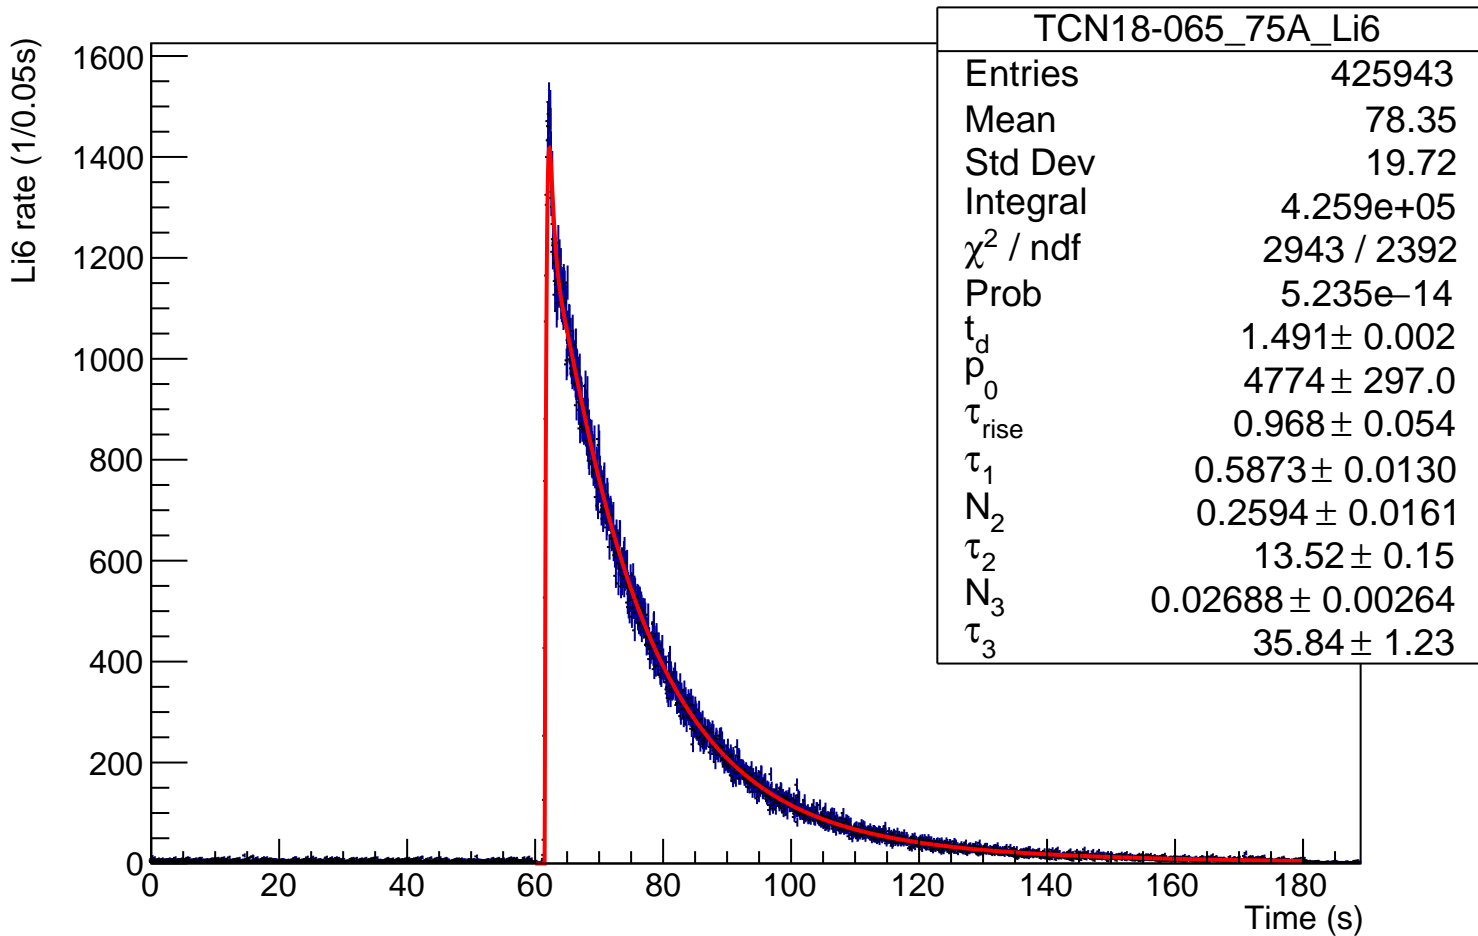 TCN18-065_75A_Li6
Entries 425943
Mean 78.35
Std Dev 19.72
Integral 4.259e+05
χ² / ndf 2943 / 2392
Prob 5.235e−14
t_d 1.491 ± 0.002
p_0 4774 ± 297.0
τ_rise 0.968 ± 0.054
τ_1 0.5873 ± 0.0130
N_2 0.2594 ± 0.0161
τ_2 13.52 ± 0.15
N_3 0.02688 ± 0.00264
τ_3 35.84 ± 1.23
Li6 rate (1/0.05s)
1600
1400
1200
1000
800
600
400
200
0
0 20 40 60 80 100 120 140 160 180
Time (s)